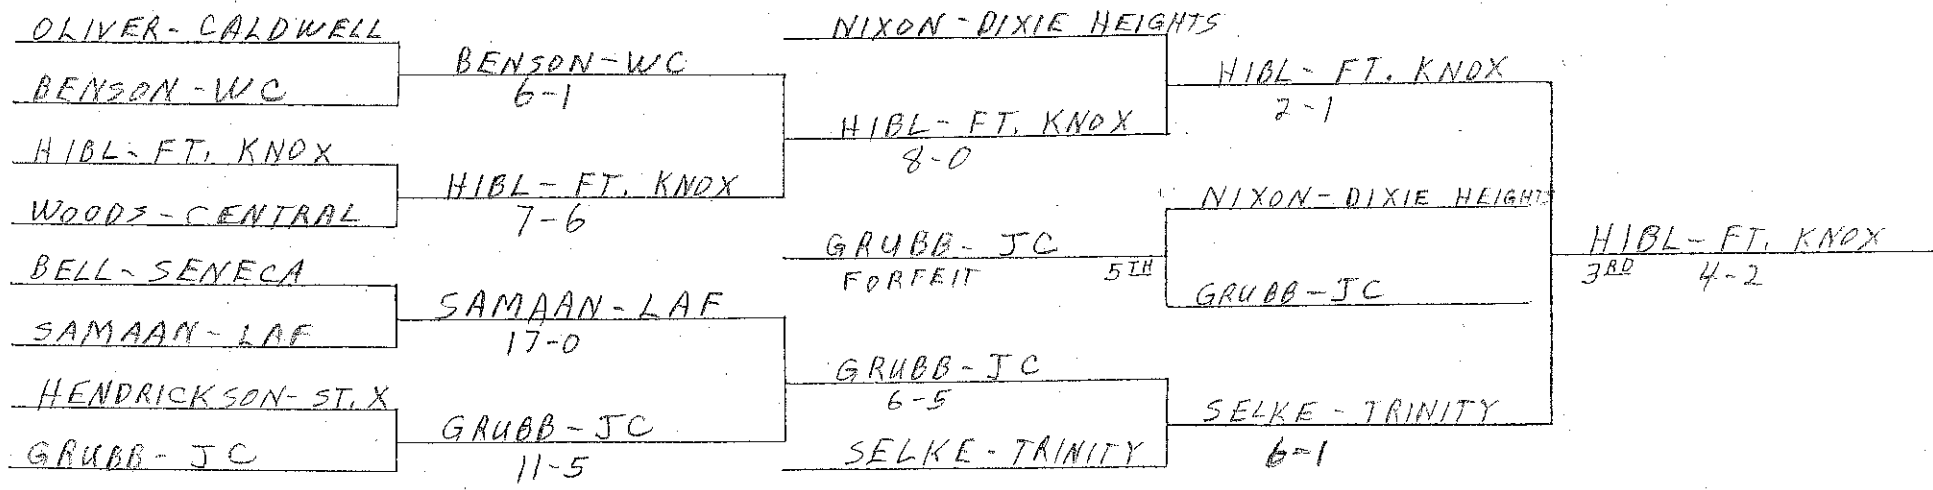 OLIVER - CALDWELL
BENSON - WC
HIBL - FT. KNOX
WOODS - CENTRAL
BELL - SENECA
SAMAAN - LAF
HENDRICKSON - ST. X
GRUBB - JC
BENSON - WC
6-1
HIBL - FT. KNOX
7-6
SAMAAN - LAF
17-0
GRUBB - JC
11-5
NIXON - DIXIE HEIGHTS
HIBL - FT. KNOX
8-0
GRUBB - JC
FORFEIT 5TH
GRUBB - JC
6-5
SELKE - TRINITY
HIBL - FT. KNOX
2-1
NIXON - DIXIE HEIGHTS
GRUBB - JC
SELKE - TRINITY
6-1
HIBL - FT. KNOX
3RD 4-2